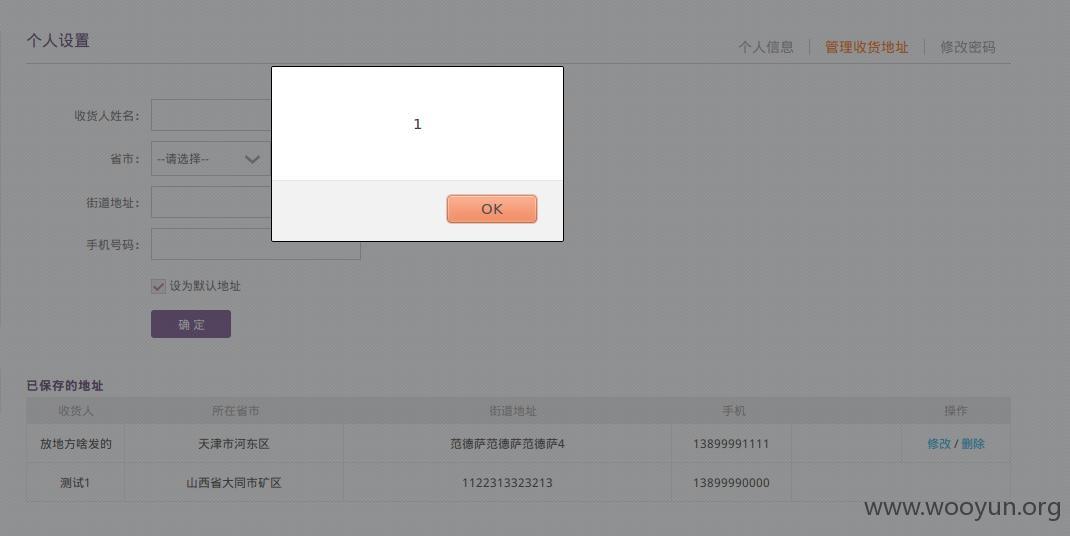 个人设置
个人信息 管理收货地址 修改密码
1
OK
收货人姓名:
省市: --请选择--
街道地址:
手机号码:
设为默认地址
确 定
已保存的地址
收货人 所在省市 街道地址 手机 操作
放地方啥发的 天津市河东区 范德萨范德萨范德萨4 13899991111 修改 / 删除
测试1 山西省大同市矿区 1122313323213 13899990000
www.wooyun.org